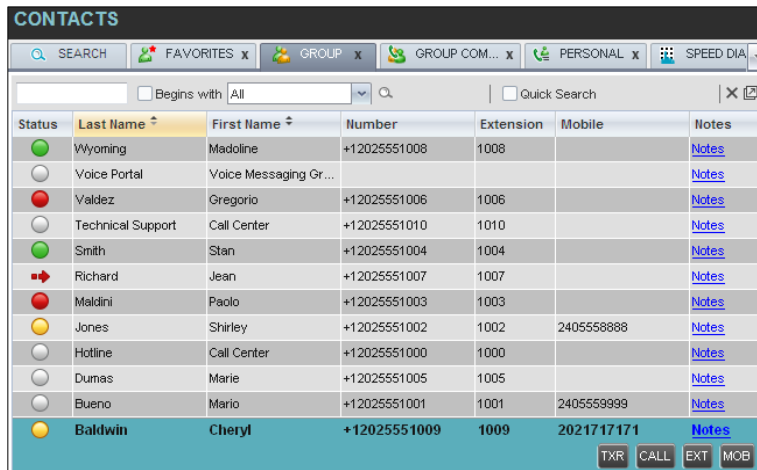 CONTACTS
SEARCH FAVORITES x GROUP x GROUP COM... x PERSONAL x SPEED DIA
Begins with All Quick Search
Status Last Name First Name Number Extension Mobile Notes
Wyoming Madoline +12025551008 1008 Notes
Voice Portal Voice Messaging Gr... Notes
Valdez Gregorio +12025551006 1006 Notes
Technical Support Call Center +12025551010 1010 Notes
Smith Stan +12025551004 1004 Notes
Richard Jean +12025551007 1007 Notes
Maldini Paolo +12025551003 1003 Notes
Jones Shirley +12025551002 1002 2405558888 Notes
Hotline Call Center +12025551000 1000 Notes
Dumas Marie +12025551005 1005 Notes
Bueno Mario +12025551001 1001 2405559999 Notes
Baldwin Cheryl +12025551009 1009 2021717171 Notes
TXR CALL EXT MOB